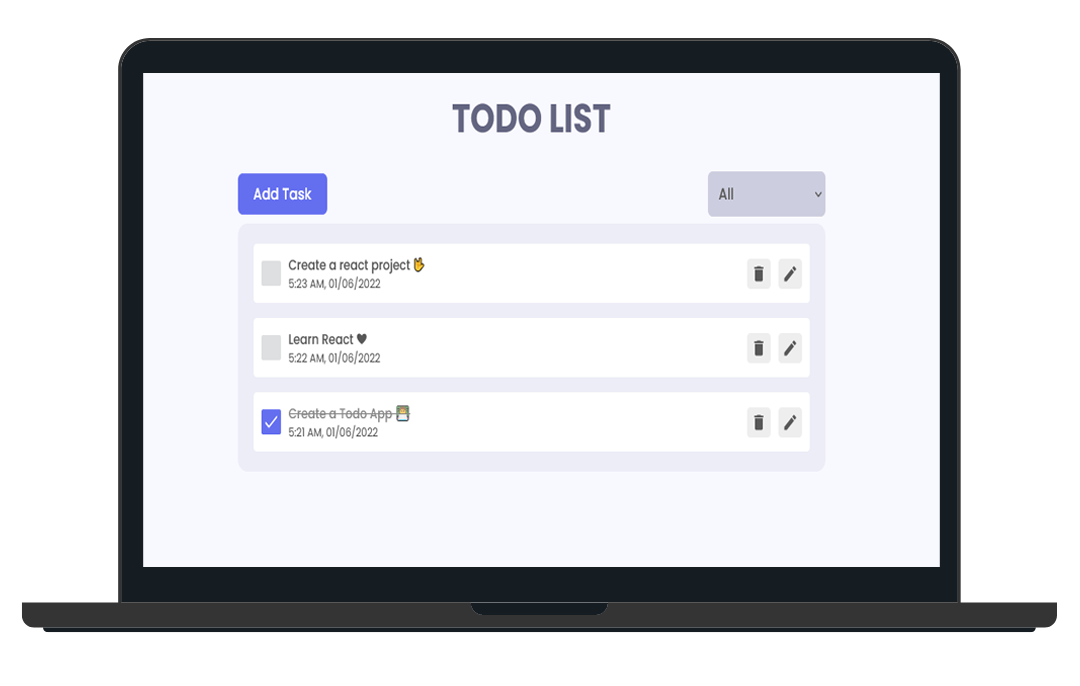 TODO LIST
Add Task
All
Create a react project
5:23 AM, 01/06/2022
Learn React ♥
5:22 AM, 01/06/2022
Create a Todo App
5:21 AM, 01/06/2022